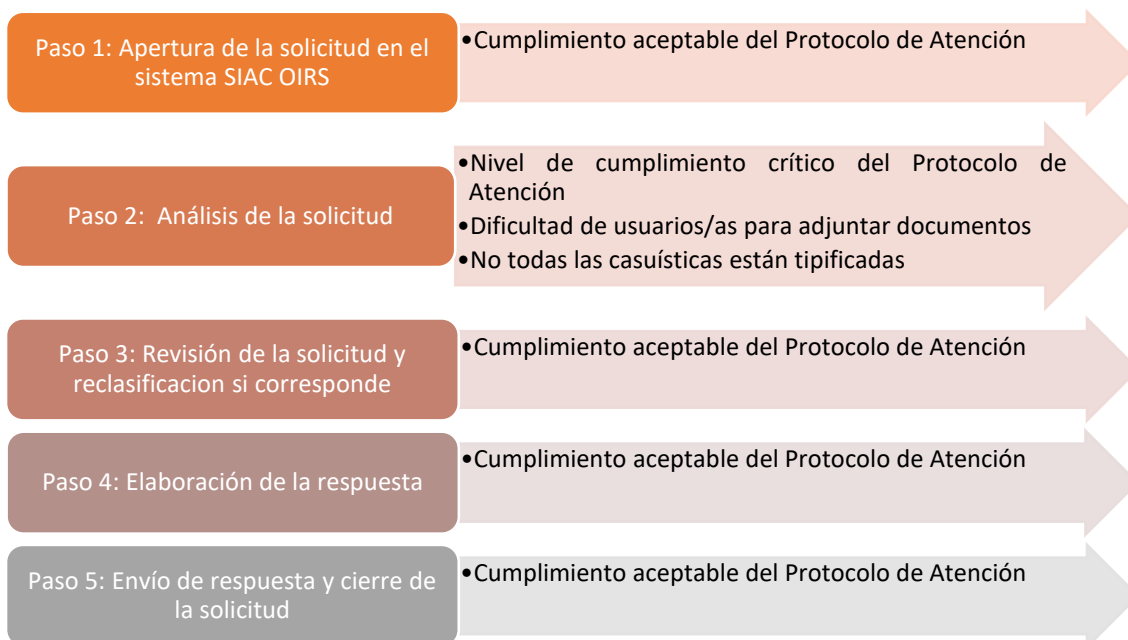 Paso 1: Apertura de la solicitud en el
sistema SIAC OIRS
•Cumplimiento aceptable del Protocolo de Atención
Paso 2:  Análisis de la solicitud
•Nivel de cumplimiento crítico del Protocolo de
Atención
•Dificultad de usuarios/as para adjuntar documentos
•No todas las casuísticas están tipificadas
Paso 3: Revisión de la solicitud y
reclasificacion si corresponde
•Cumplimiento aceptable del Protocolo de Atención
Paso 4: Elaboración de la respuesta
•Cumplimiento aceptable del Protocolo de Atención
Paso 5: Envío de respuesta y cierre de
la solicitud
•Cumplimiento aceptable del Protocolo de Atención